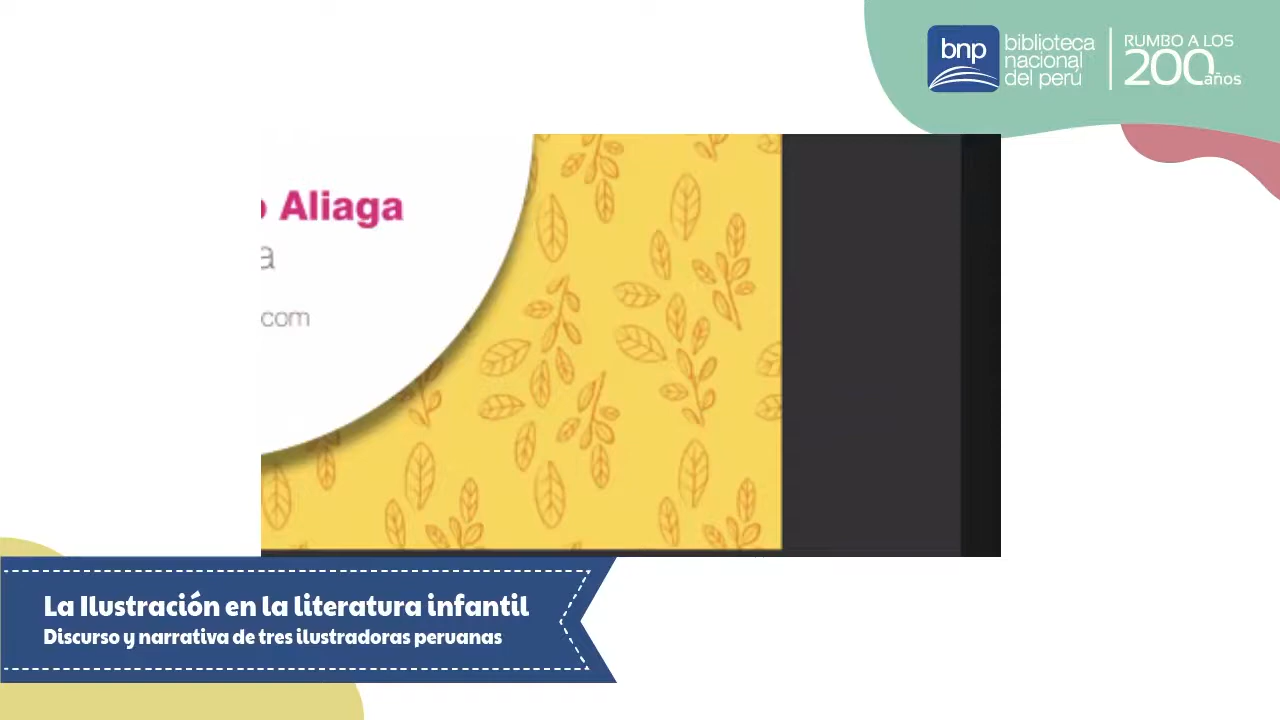 bnp
biblioteca
nacional
del perú
RUMBO A LOS
200 años
Aliaga
a
.com
La Ilustración en la literatura infantil
Discurso y narrativa de tres ilustradoras peruanas